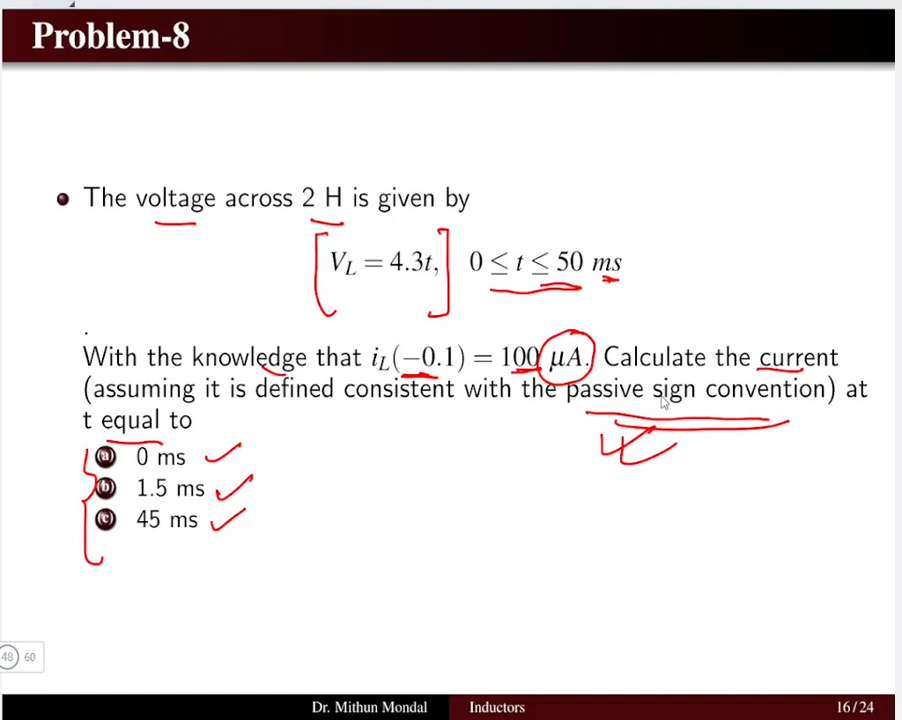 Problem-8
The voltage across 2 H is given by
V_L = 4.3t, 0 ≤ t ≤ 50 ms
.
With the knowledge that i_L(−0.1) = 100 μA. Calculate the current
(assuming it is defined consistent with the passive sign convention) at
t equal to
(a) 0 ms
(b) 1.5 ms
(c) 45 ms
48 60
Dr. Mithun Mondal Inductors 16/24